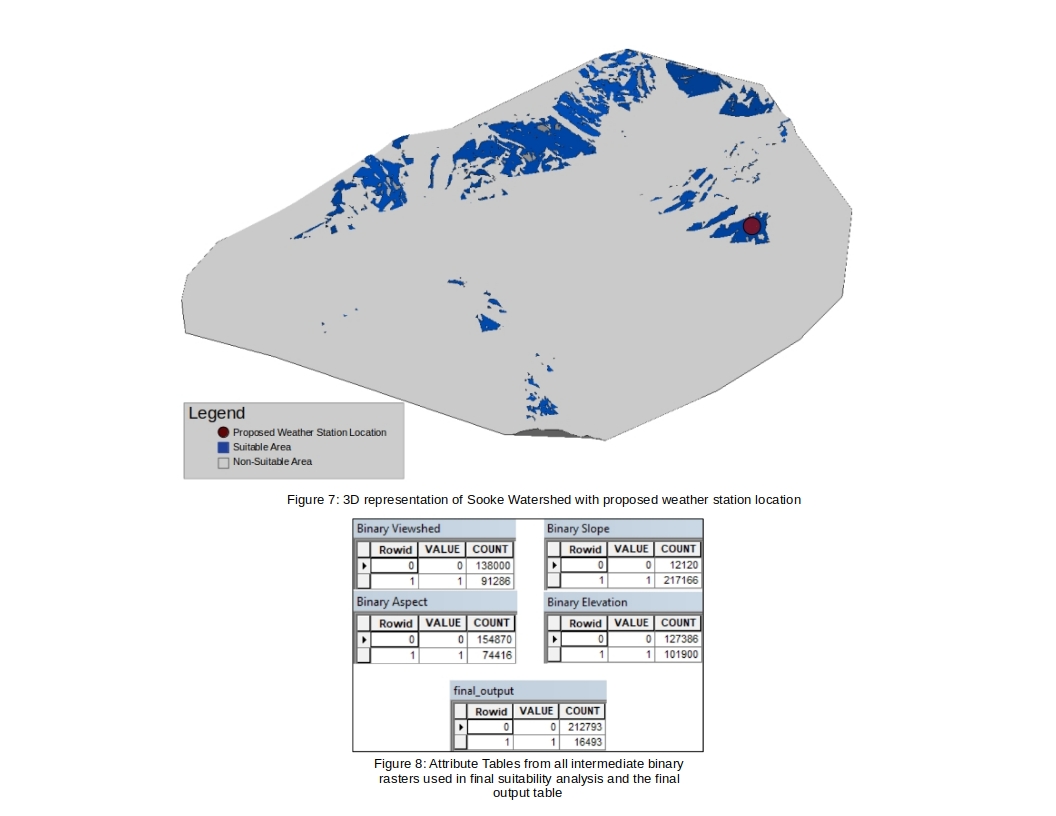 Legend
Proposed Weather Station Location
Suitable Area
Non-Suitable Area
Figure 7: 3D representation of Sooke Watershed with proposed weather station location
Binary Viewshed
Rowid VALUE COUNT
0 0 138000
1 1 91286
Binary Slope
Rowid VALUE COUNT
0 0 12120
1 1 217166
Binary Aspect
Rowid VALUE COUNT
0 0 154870
1 1 74416
Binary Elevation
Rowid VALUE COUNT
0 0 127386
1 1 101900
final_output
Rowid VALUE COUNT
0 0 212793
1 1 16493
Figure 8: Attribute Tables from all intermediate binary
rasters used in final suitability analysis and the final
output table